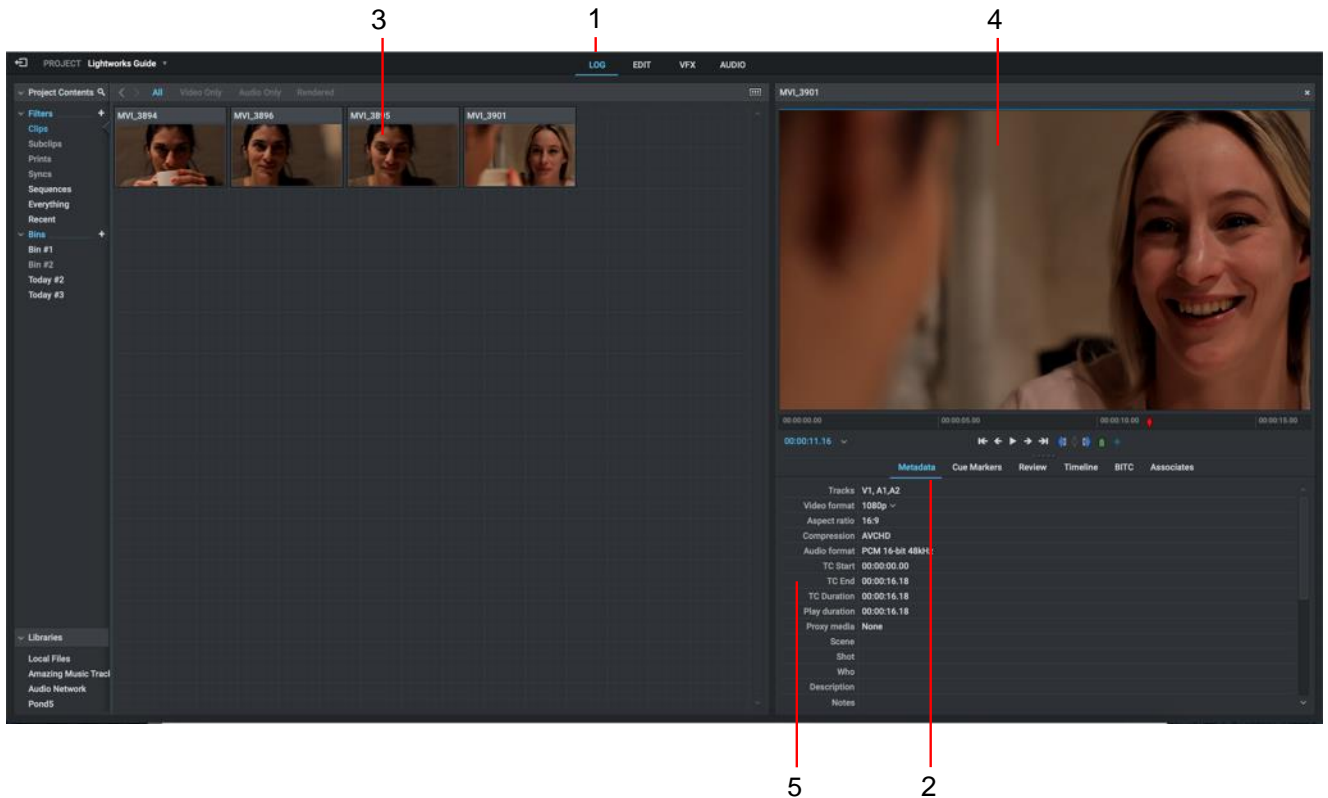 3 1 4
PROJECT Lightworks Guide LOG EDIT VFX AUDIO
Project Contents All Video Only Audio Only Rendered MVI_3901
Filters +
MVI_3894 MVI_3896 MVI_3895 MVI_3901
Clips
Subclips
Prints
Syncs
Sequences
Everything
Recent
Bins +
Bin #1
Bin #2
Today #2
Today #3
Libraries
Local Files
Amazing Music Tracl
Audio Network
Pond5
00:00:00.00 00:00:05.00 00:00:10.00 00:00:15.00
00:00:11.16
Metadata Cue Markers Review Timeline BITC Associates
Tracks V1, A1,A2
Video format 1080p
Aspect ratio 16:9
Compression AVCHD
Audio format PCM 16-bit 48kHz
TC Start 00:00:00.00
TC End 00:00:16.18
TC Duration 00:00:16.18
Play duration 00:00:16.18
Proxy media None
Scene
Shot
Who
Description
Notes
5 2